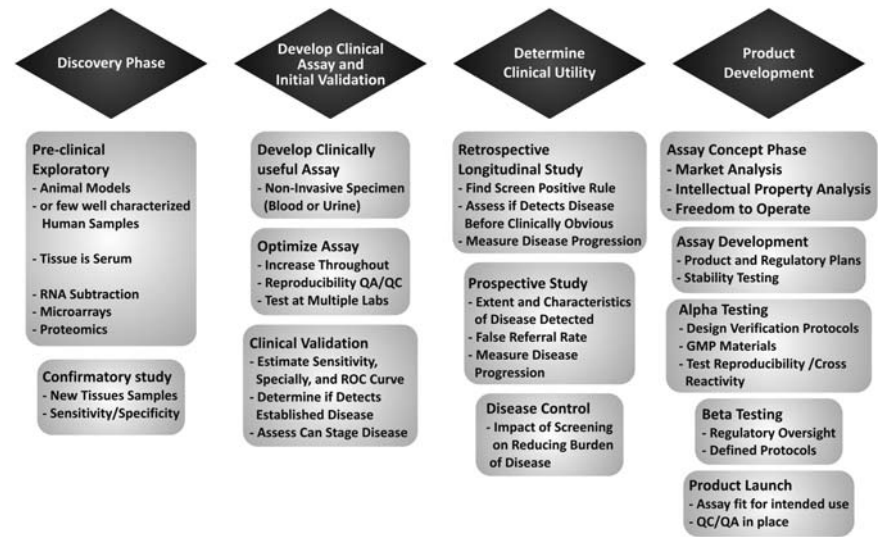 Discovery Phase
Pre-clinical
Exploratory
- Animal Models
- or few well characterized
Human Samples
- Tissue is Serum
- RNA Subtraction
- Microarrays
- Proteomics
Confirmatory study
- New Tissues Samples
- Sensitivity/Specificity
Develop Clinical
Assay and
Initial Validation
Develop Clinically
useful Assay
- Non-Invasive Specimen
(Blood or Urine)
Optimize Assay
- Increase Throughout
- Reproducibility QA/QC
- Test at Multiple Labs
Clinical Validation
- Estimate Sensitivity,
Specially, and ROC Curve
- Determine if Detects
Established Disease
- Assess Can Stage Disease
Determine
Clinical Utility
Retrospective
Longitudinal Study
- Find Screen Positive Rule
- Assess if Detects Disease
Before Clinically Obvious
- Measure Disease Progression
Prospective Study
- Extent and Characteristics
of Disease Detected
- False Referral Rate
- Measure Disease
Progression
Disease Control
- Impact of Screening
on Reducing Burden
of Disease
Product
Development
Assay Concept Phase
- Market Analysis
- Intellectual Property Analysis
- Freedom to Operate
Assay Development
- Product and Regulatory Plans
- Stability Testing
Alpha Testing
- Design Verification Protocols
- GMP Materials
- Test Reproducibility /Cross
Reactivity
Beta Testing
- Regulatory Oversight
- Defined Protocols
Product Launch
- Assay fit for intended use
- QC/QA in place